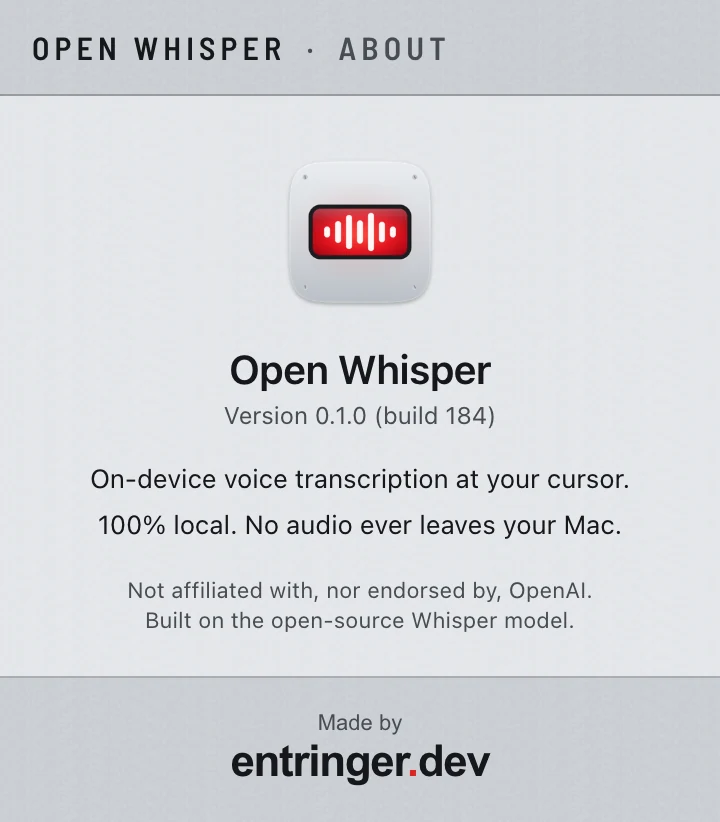 OPEN WHISPER · ABOUT
Open Whisper
Version 0.1.0 (build 184)
On-device voice transcription at your cursor.
100% local. No audio ever leaves your Mac.
Not affiliated with, nor endorsed by, OpenAI.
Built on the open-source Whisper model.
Made by
entringer.dev